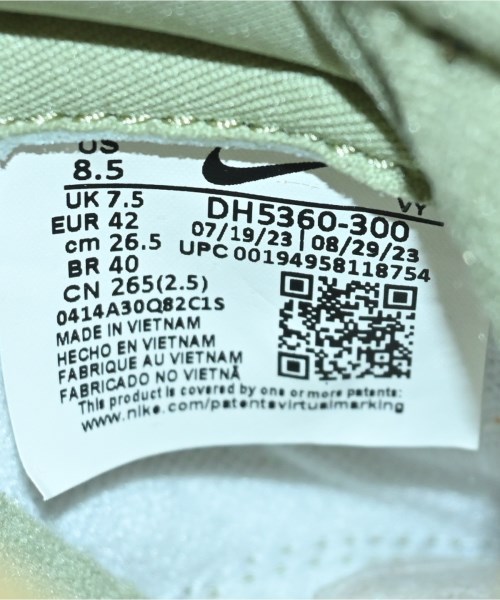 US
8.5
UK 7.5
EUR 42
cm 26.5
BR 40
CN 265(2.5)
0414A30Q82C1S
MADE IN VIETNAM
HECHO EN VIETNAM
FABRIQUE AU VIETNAM
FABRICADO NO VIETNÃ
VY
DH5360-300
07/19/23 | 08/29/23
UPC 00194958118754
This product is covered by one or more patents:
www.nike.com/patentsvirtualmarking